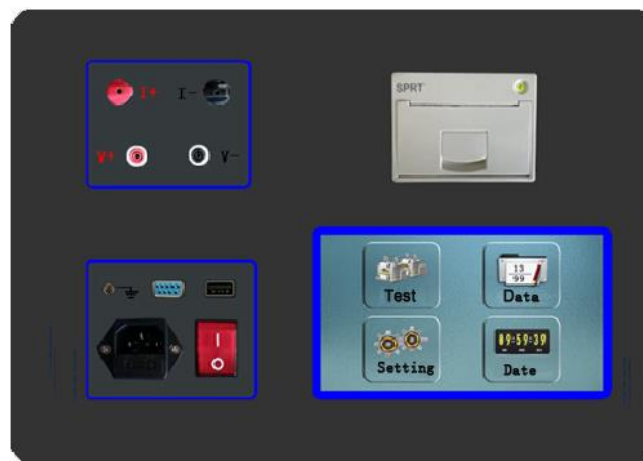 I+ I-
V+ V-
SPRT
Test
Data
13
'99
Setting
09:59:39
Date
I
O